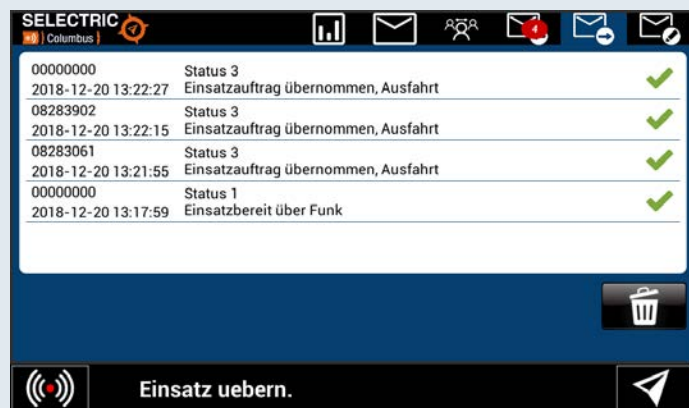 SELECTRIC
Columbus
4
00000000 Status 3
2018-12-20 13:22:27 Einsatzauftrag übernommen, Ausfahrt
08283902 Status 3
2018-12-20 13:22:15 Einsatzauftrag übernommen, Ausfahrt
08283061 Status 3
2018-12-20 13:21:55 Einsatzauftrag übernommen, Ausfahrt
00000000 Status 1
2018-12-20 13:17:59 Einsatzbereit über Funk
Einsatz uebern.